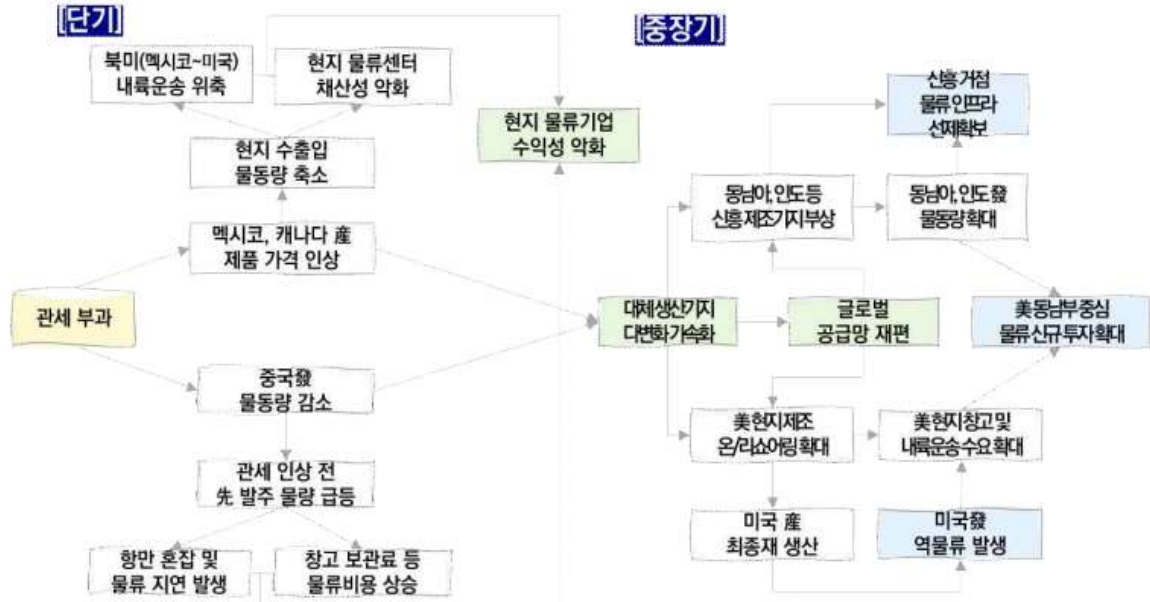 [단기]
북미(멕시코~미국)
내륙운송 위축
현지 물류센터
채산성 악화
현지 물류기업
수익성 악화
현지 수출입
물동량 축소
멕시코, 캐나다 産
제품 가격 인상
관세 부과
중국發
물동량 감소
관세 인상 전
先 발주 물량 급등
항만 혼잡 및
물류 지연 발생
창고 보관료 등
물류비용 상승
[중장기]
신흥 거점
물류 인프라
선제확보
동남아, 인도 등
신흥 제조기지 부상
동남아, 인도 發
물동량 확대
대체 생산기지
다변화 가속화
글로벌
공급망 재편
美 동남부 중심
물류 신규 투자 확대
美 현지 제조
온/리쇼어링 확대
美 현지 창고 및
내륙운송 수요 확대
미국 産
최종재 생산
미국發
역물류 발생